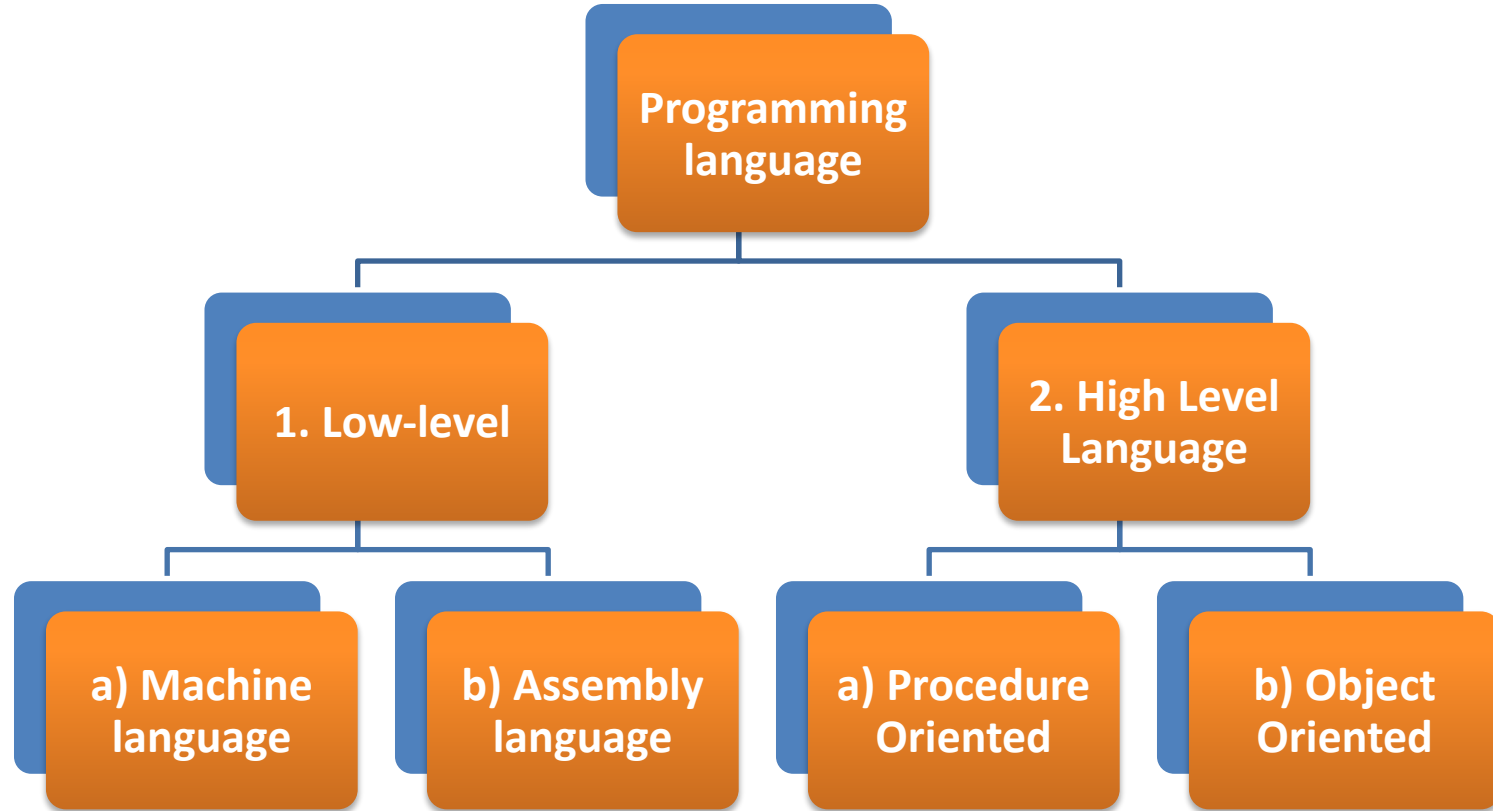 Programming
language
1. Low-level
2. High Level
Language
a) Machine
language
b) Assembly
language
a) Procedure
Oriented
b) Object
Oriented